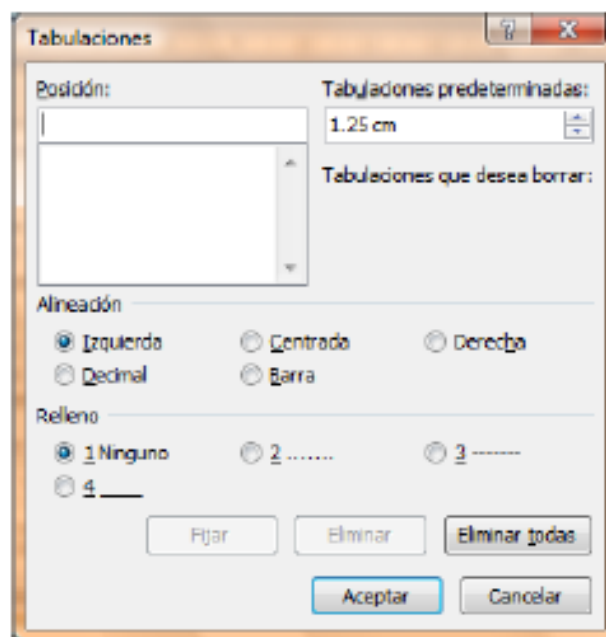 Tabulaciones
Posición:
Tabulaciones predeterminadas:
1.25 cm
Tabulaciones que desea borrar:
Alineación
Izquierda Centrada Derecha
Decimal Barra
Relleno
1 Ninguno 2 ....... 3 -------
4 ____
Fijar Eliminar Eliminar todas
Aceptar Cancelar